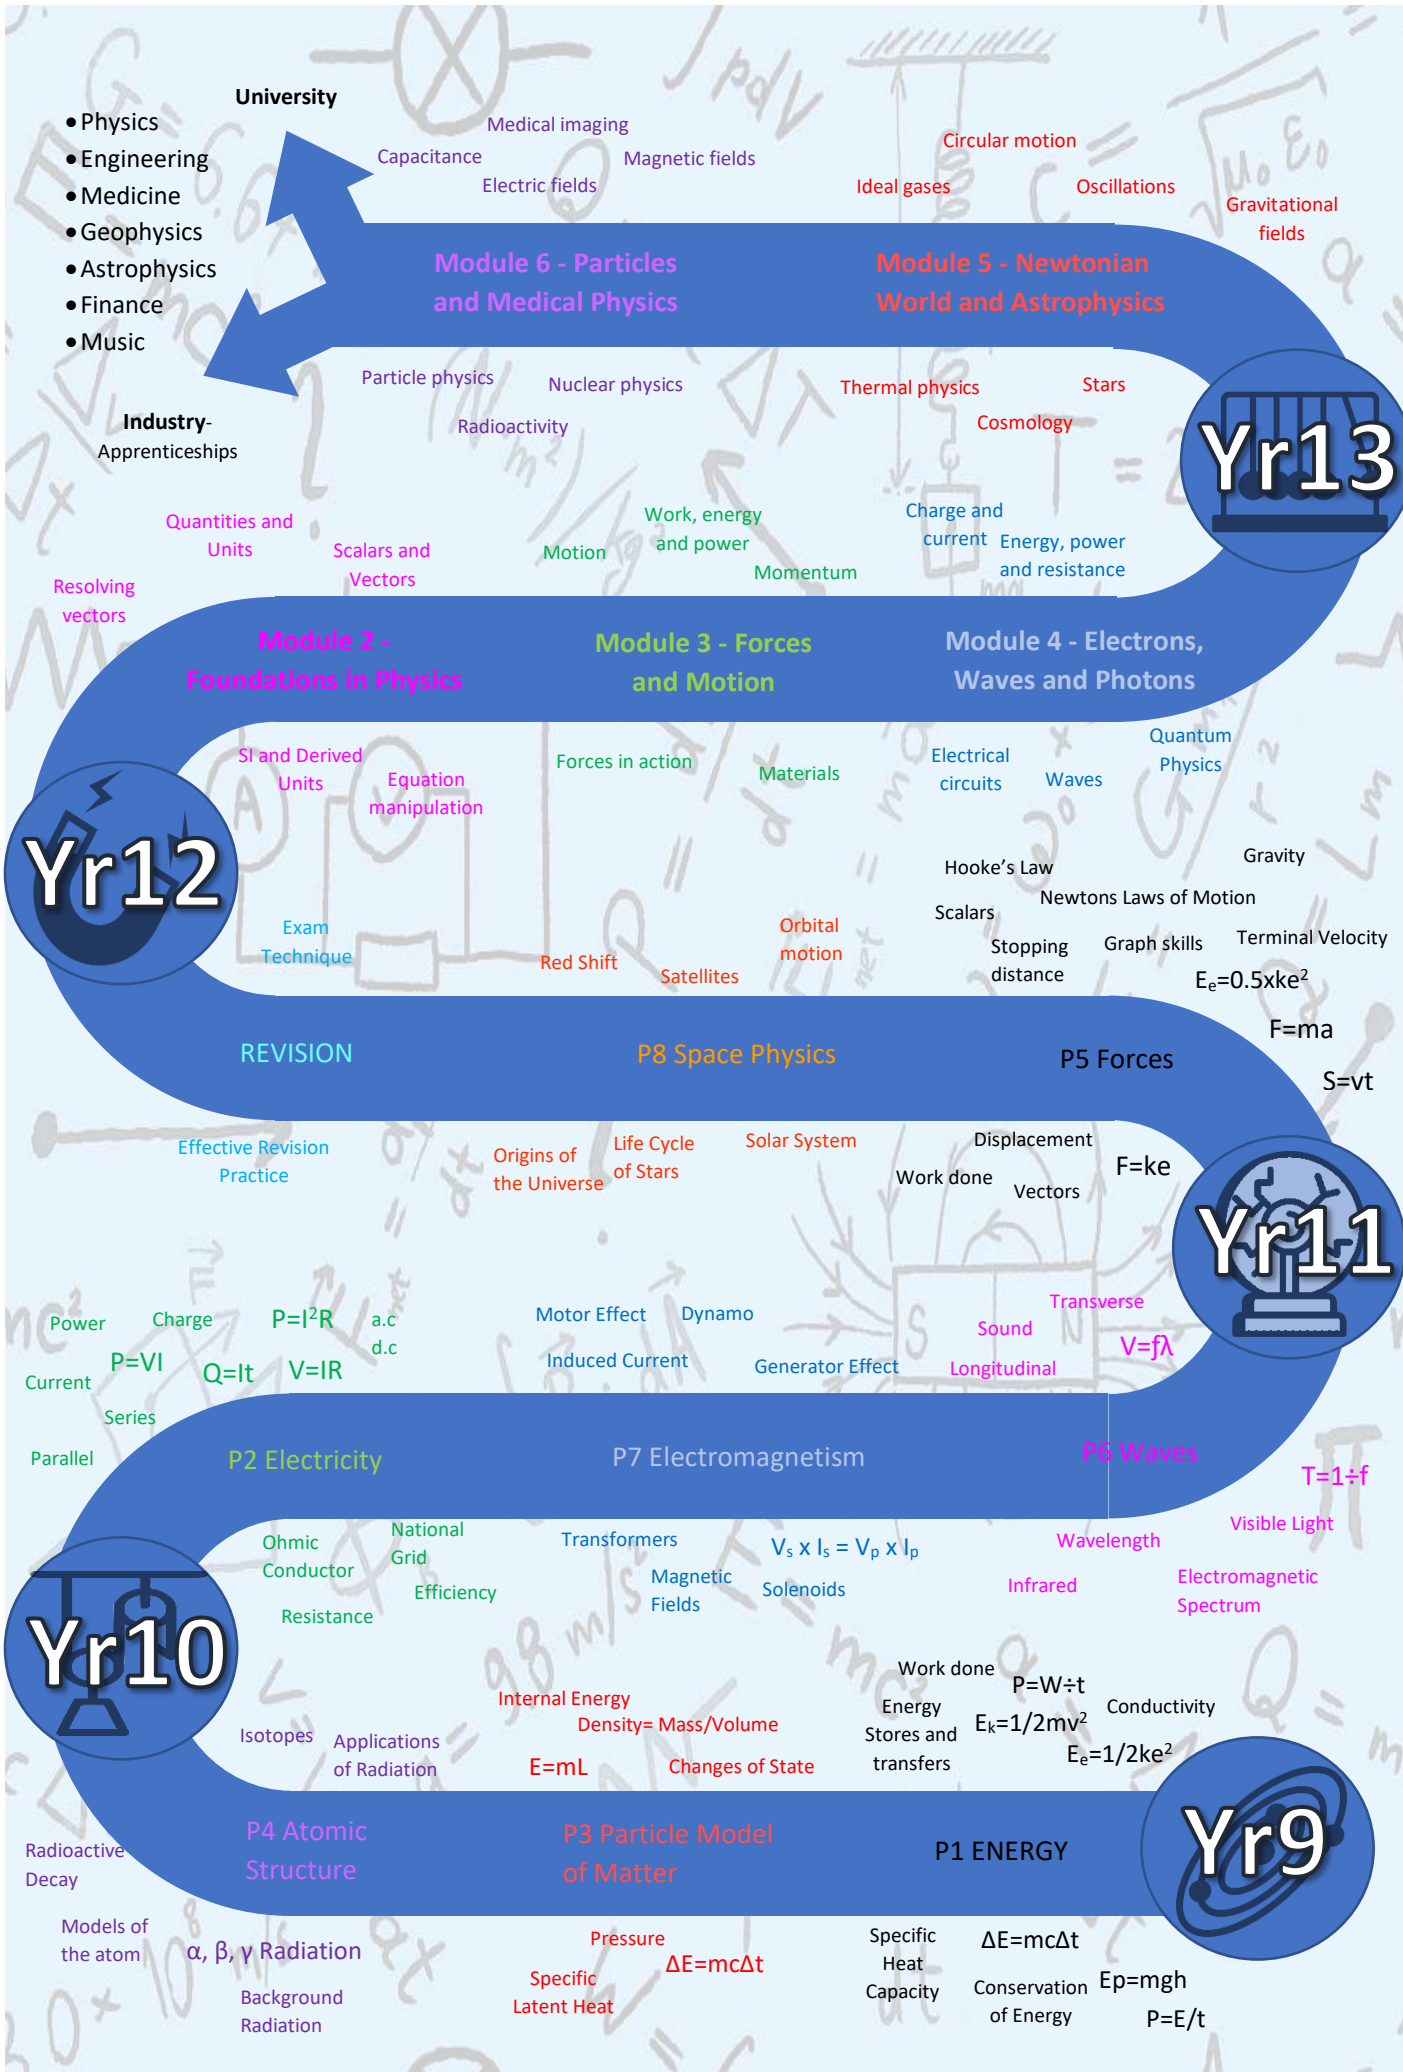 University
• Physics
• Engineering
• Medicine
• Geophysics
• Astrophysics
• Finance
• Music
Industry-
Apprenticeships
Medical imaging
Capacitance
Magnetic fields
Electric fields
Circular motion
Ideal gases
Oscillations
Gravitational
fields
Module 6 - Particles
and Medical Physics
Module 5 - Newtonian
World and Astrophysics
Particle physics
Nuclear physics
Radioactivity
Thermal physics
Stars
Cosmology
Yr13
Quantities and
Units
Scalars and
Vectors
Resolving
vectors
Motion
Work, energy
and power
Momentum
Charge and
current
Energy, power
and resistance
Module 2 -
Foundations in Physics
Module 3 - Forces
and Motion
Module 4 - Electrons,
Waves and Photons
SI and Derived
Units
Equation
manipulation
Forces in action
Materials
Electrical
circuits
Waves
Quantum
Physics
Yr12
Exam
Technique
Red Shift
Satellites
Orbital
motion
Hooke's Law
Gravity
Newtons Laws of Motion
Scalars
Stopping
distance
Graph skills
Terminal Velocity
Eₑ=0.5xke²
F=ma
S=vt
REVISION
P8 Space Physics
P5 Forces
Effective Revision
Practice
Origins of
the Universe
Life Cycle
of Stars
Solar System
Displacement
Work done
Vectors
F=ke
Yr11
Power
Charge
P=I²R
a.c
d.c
P=VI
Q=It
V=IR
Current
Series
Parallel
Motor Effect
Dynamo
Induced Current
Generator Effect
Transverse
Sound
Longitudinal
V=fλ
P2 Electricity
P7 Electromagnetism
P6 Waves
T=1÷f
Ohmic
Conductor
National
Grid
Efficiency
Resistance
Transformers
Vₛ x Iₛ = Vₚ x Iₚ
Magnetic
Fields
Solenoids
Wavelength
Visible Light
Infrared
Electromagnetic
Spectrum
Yr10
Isotopes
Applications
of Radiation
Internal Energy
Density= Mass/Volume
E=mL
Changes of State
Work done
P=W÷t
Energy
Stores and
transfers
Eₖ=1/2mv²
Conductivity
Eₑ=1/2ke²
P4 Atomic
Structure
P3 Particle Model
of Matter
P1 ENERGY
Yr9
Radioactive
Decay
Models of
the atom
α, β, γ Radiation
Background
Radiation
Pressure
ΔE=mcΔt
Specific
Latent Heat
Specific
Heat
Capacity
ΔE=mcΔt
Conservation
of Energy
Ep=mgh
P=E/t